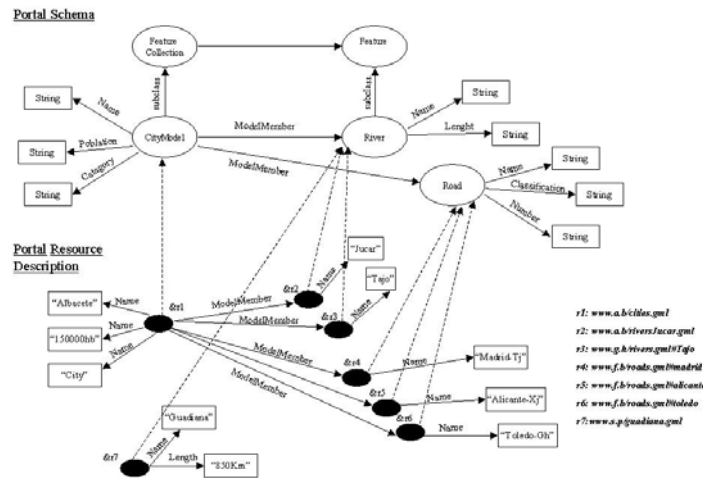 Portal Schema
Feature
Collection
Feature
subclass
subclass
String
Name
String
Poblation
String
Category
CityModel
ModelMember
River
Name
String
Lenght
String
ModelMember
Road
Name
String
Classification
String
Number
String
Portal Resource
Description
"Albacete"
Name
"150000hb"
Name
"City"
Name
&r1
ModelMember
&r2
Name
"Jucar"
ModelMember
&r3
Name
"Tajo"
ModelMember
&r4
Name
"Madrid-Tj"
ModelMember
&r5
Name
"Alicante-Xj"
ModelMember
&r6
Name
"Toledo-Gh"
"Guadiana"
Name
&r7
Length
"850Km"
r1: www.a.b/cities.gml
r2: www.a.b/riversJucar.gml
r3: www.g.h/rivers.gml#Tajo
r4: www.f.b/roads.gml#madrid
r5: www.f.b/roads.gml#alicante
r6: www.f.b/roads.gml#toledo
r7: www.s.p/guadiana.gml